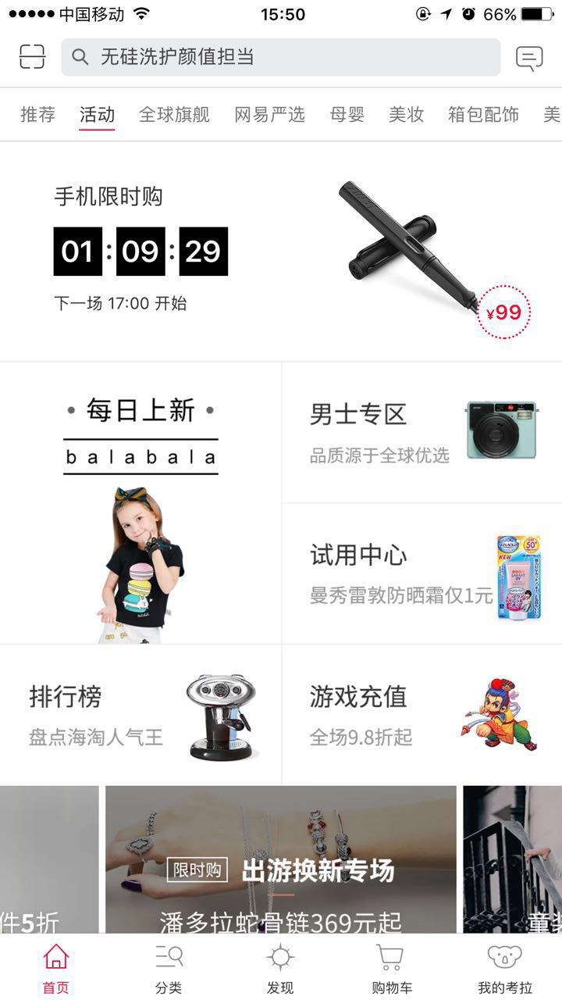 中国移动
15:50
66%
无硅洗护颜值担当
推荐
活动
全球旗舰
网易严选
母婴
美妆
箱包配饰
美
手机限时购
01:09:29
下一场 17:00 开始
¥99
• 每日上新 •
balabala
男士专区
品质源于全球优选
试用中心
曼秀雷敦防晒霜仅1元
NEW
SPF
50+
排行榜
盘点海淘人气王
游戏充值
全场9.8折起
限时购
出游换新专场
件5折
潘多拉蛇骨链369元起
童装
首页
分类
发现
购物车
我的考拉